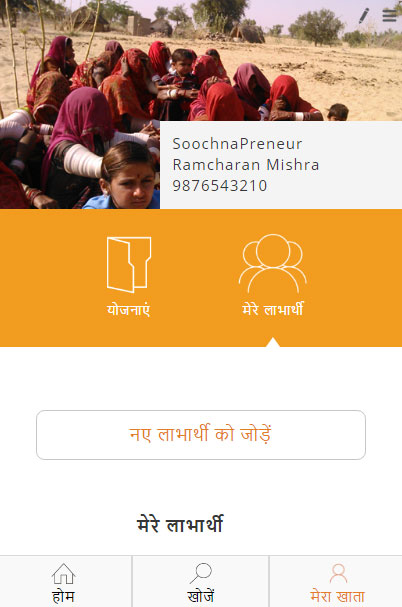 SoochnaPreneur
Ramcharan Mishra
9876543210
योजनाएं
मेरे लाभार्थी
नए लाभार्थी को जोड़ें
मेरे लाभार्थी
होम
खोजें
मेरा खाता